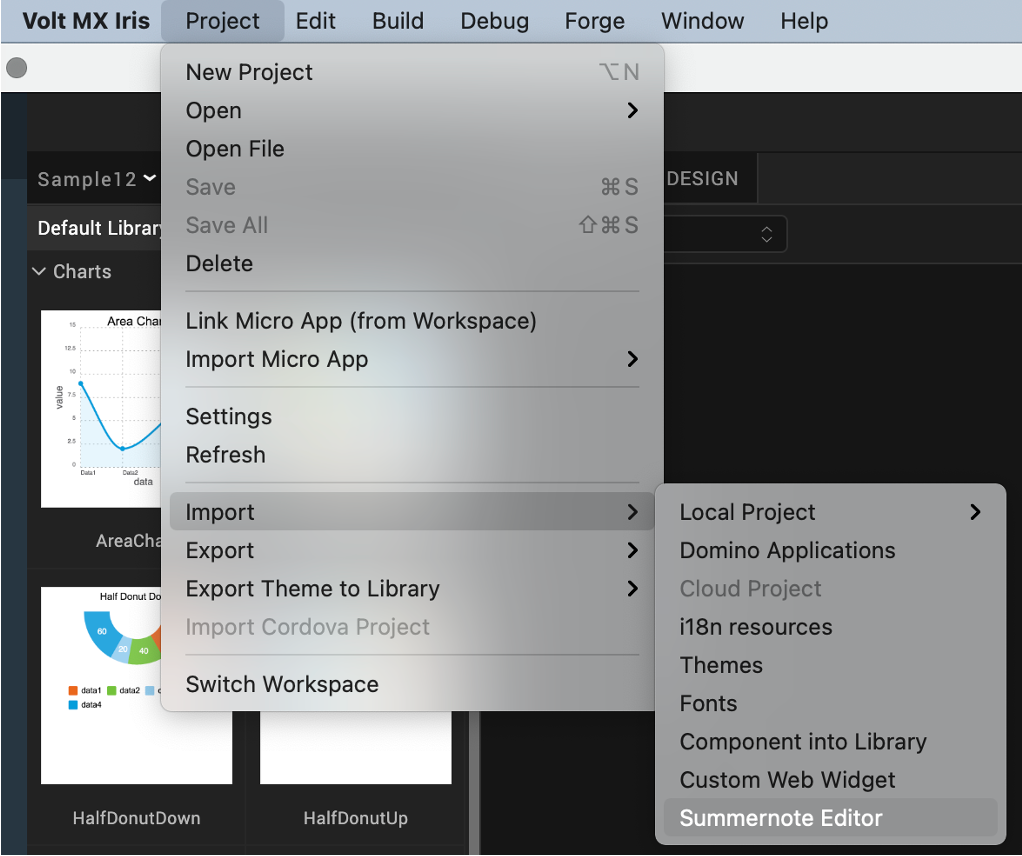 Volt MX Iris Project Edit Build Debug Forge Window Help
New Project ⌥N
Open
Open File
Save ⌘S
Save All ⇧⌘S
Delete
Link Micro App (from Workspace)
Import Micro App
Settings
Refresh
Import
Export
Export Theme to Library
Import Cordova Project
Switch Workspace
Local Project
Domino Applications
Cloud Project
i18n resources
Themes
Fonts
Component into Library
Custom Web Widget
Summernote Editor
Sample12
DESIGN
Default Library
Charts
Area Char
15
12.5
10
7.5
5
2.5
0
value
Data1 Data2
data
AreaCha
Half Donut Do
60
20
40
data1 data2
data4
HalfDonutDown
HalfDonutUp